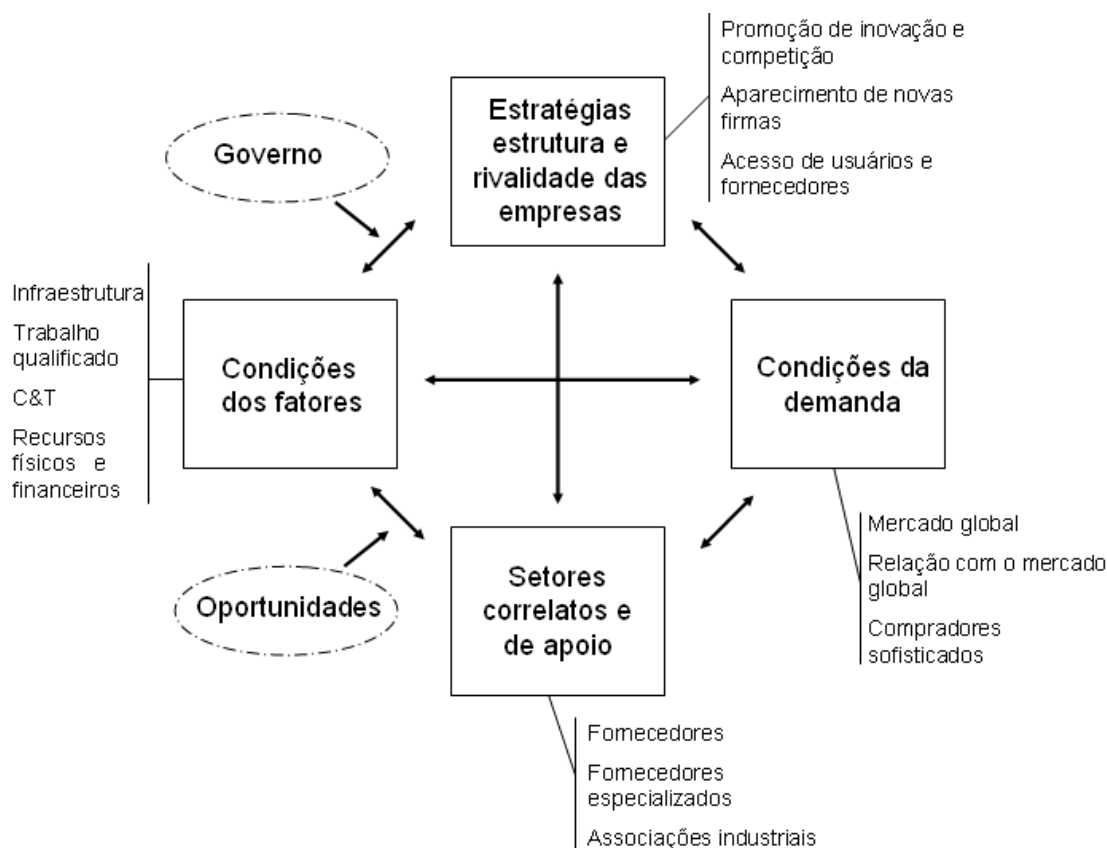 Promoção de inovação e
competição
Aparecimento de novas
firmas
Acesso de usuários e
fornecedores
Estratégias
estrutura e
rivalidade das
empresas
Governo
Infraestrutura
Trabalho
qualificado
C&T
Recursos
físicos e
financeiros
Condições
dos fatores
Condições da
demanda
Mercado global
Relação com o mercado
global
Compradores
sofisticados
Oportunidades
Setores
correlatos e
de apoio
Fornecedores
Fornecedores
especializados
Associações industriais